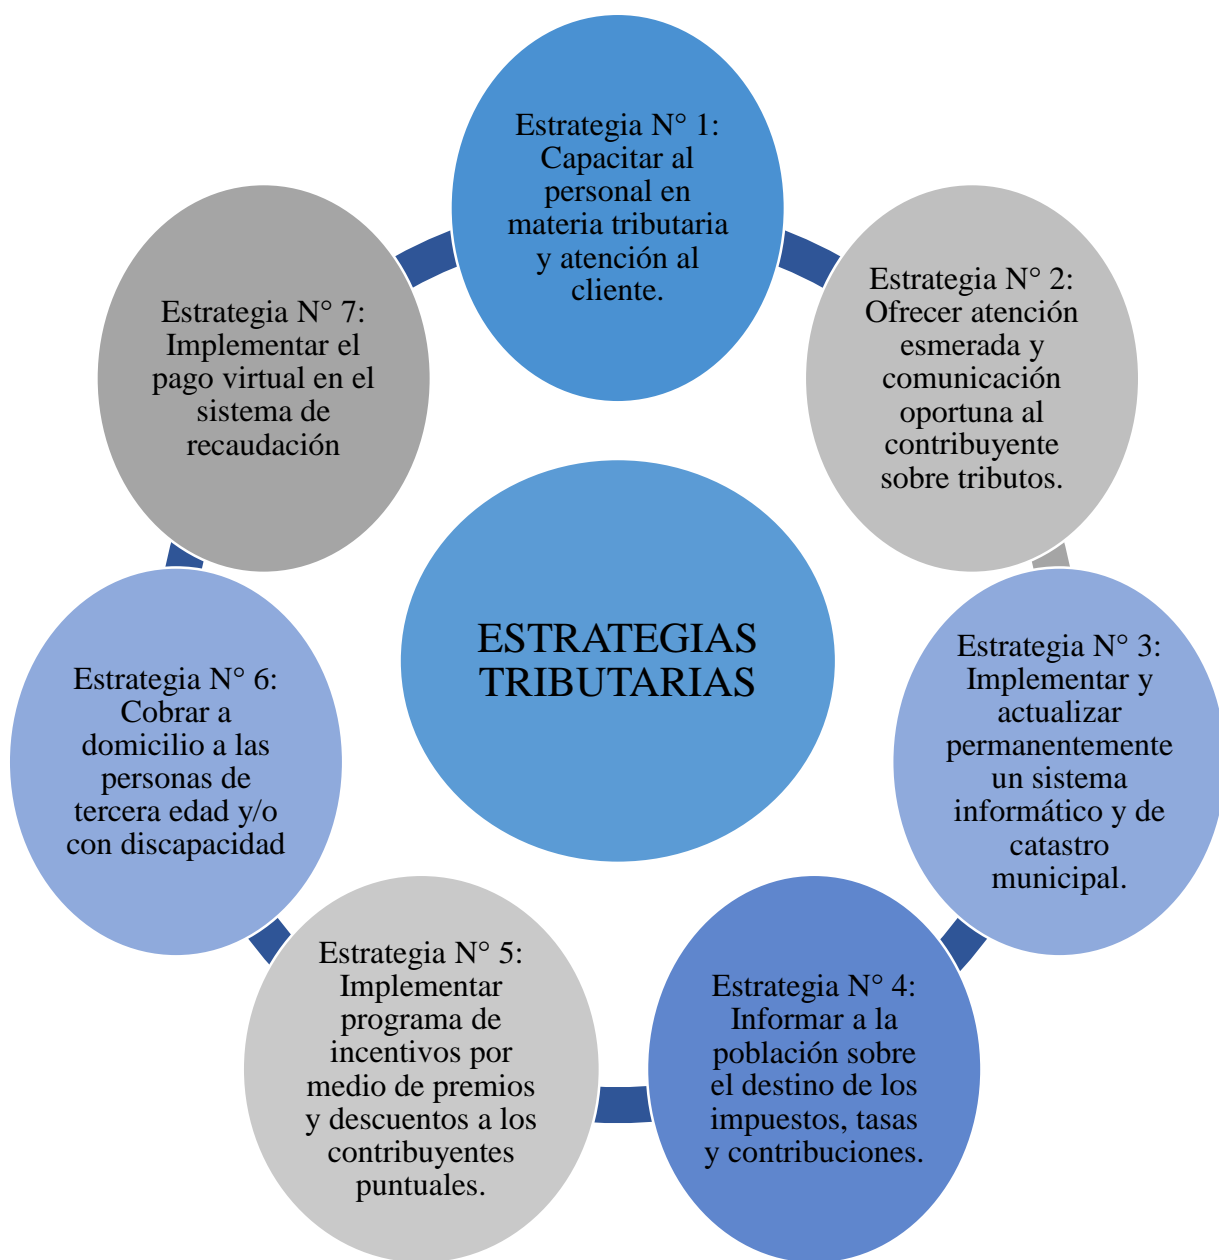 Estrategia N° 1:
Capacitar al
personal en
materia tributaria
y atención al
cliente.
Estrategia N° 2:
Ofrecer atención
esmerada y
comunicación
oportuna al
contribuyente
sobre tributos.
Estrategia N° 3:
Implementar y
actualizar
permanentemente
un sistema
informático y de
catastro
municipal.
Estrategia N° 4:
Informar a la
población sobre
el destino de los
impuestos, tasas
y contribuciones.
Estrategia N° 5:
Implementar
programa de
incentivos por
medio de premios
y descuentos a los
contribuyentes
puntuales.
Estrategia N° 6:
Cobrar a
domicilio a las
personas de
tercera edad y/o
con discapacidad
Estrategia N° 7:
Implementar el
pago virtual en el
sistema de
recaudación
ESTRATEGIAS
TRIBUTARIAS